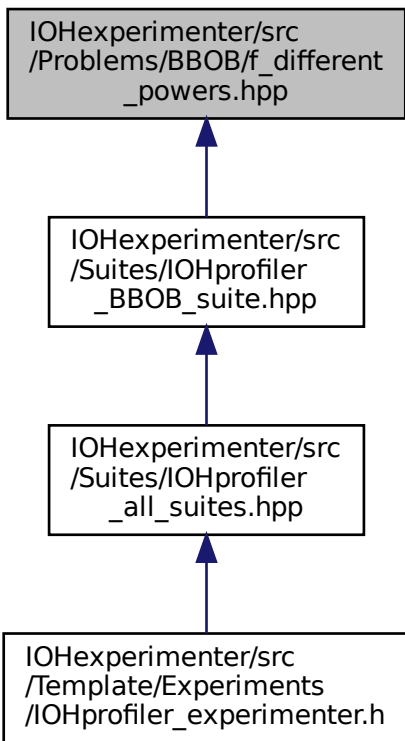 IOHexperimenter/src
/Problems/BBOB/f_different
_powers.hpp
IOHexperimenter/src
/Suites/IOHprofiler
_BBOB_suite.hpp
IOHexperimenter/src
/Suites/IOHprofiler
_all_suites.hpp
IOHexperimenter/src
/Template/Experiments
/IOHprofiler_experimenter.h